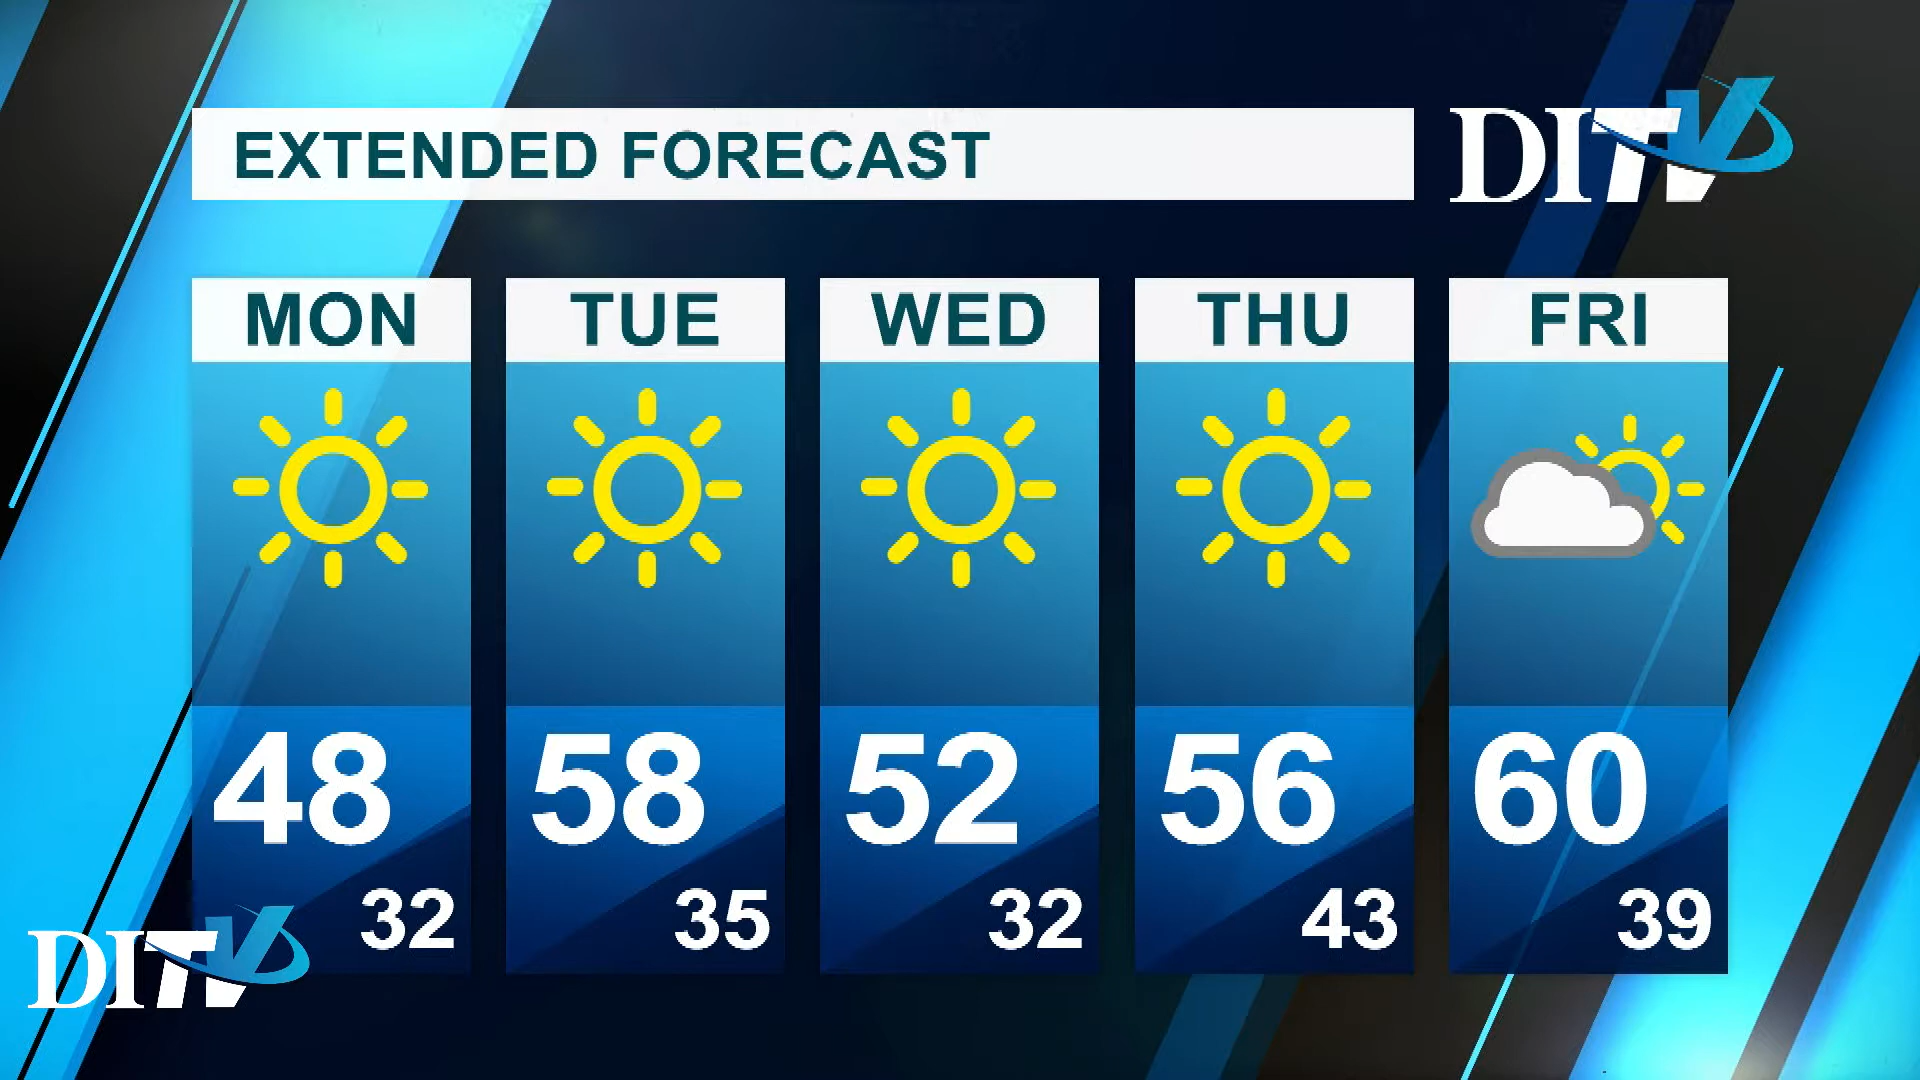 EXTENDED FORECAST
DITV
MON TUE WED THU FRI
48 58 52 56 60
32 35 32 43 39
DITV